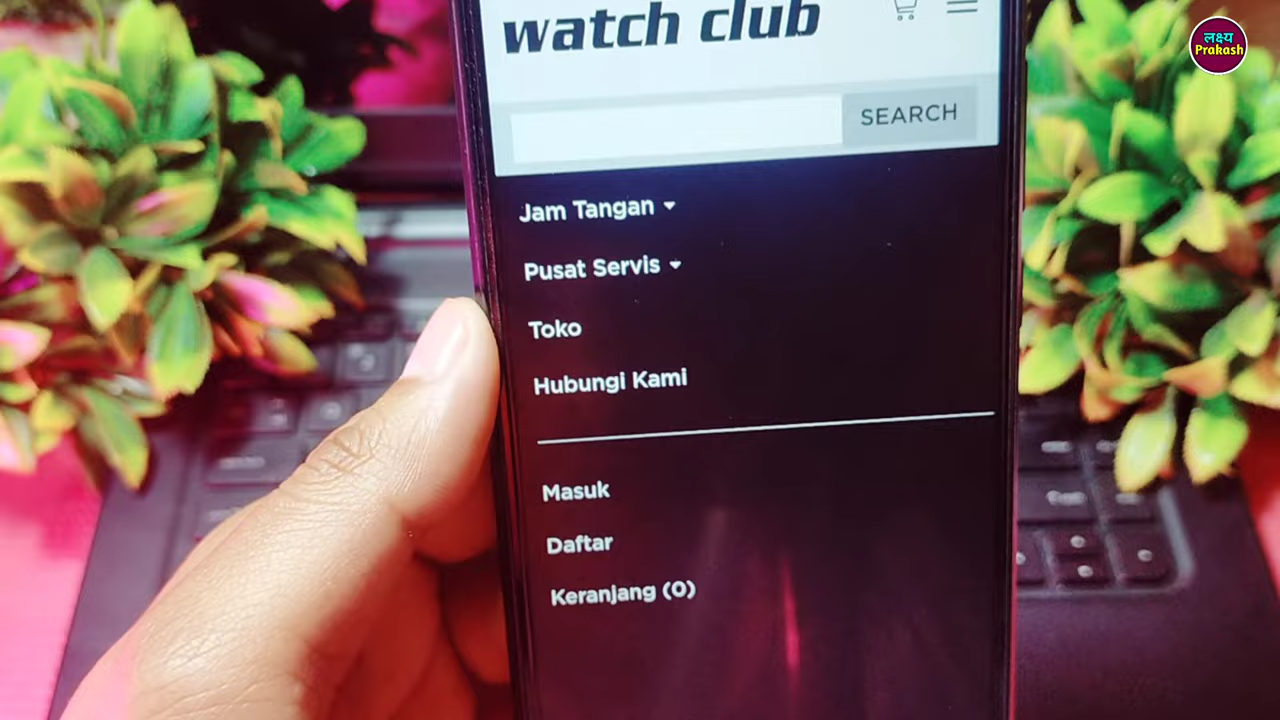 लक्ष्य
Prakash
watch club
SEARCH
Jam Tangan
Pusat Servis
Toko
Hubungi Kami
Masuk
Daftar
Keranjang (0)